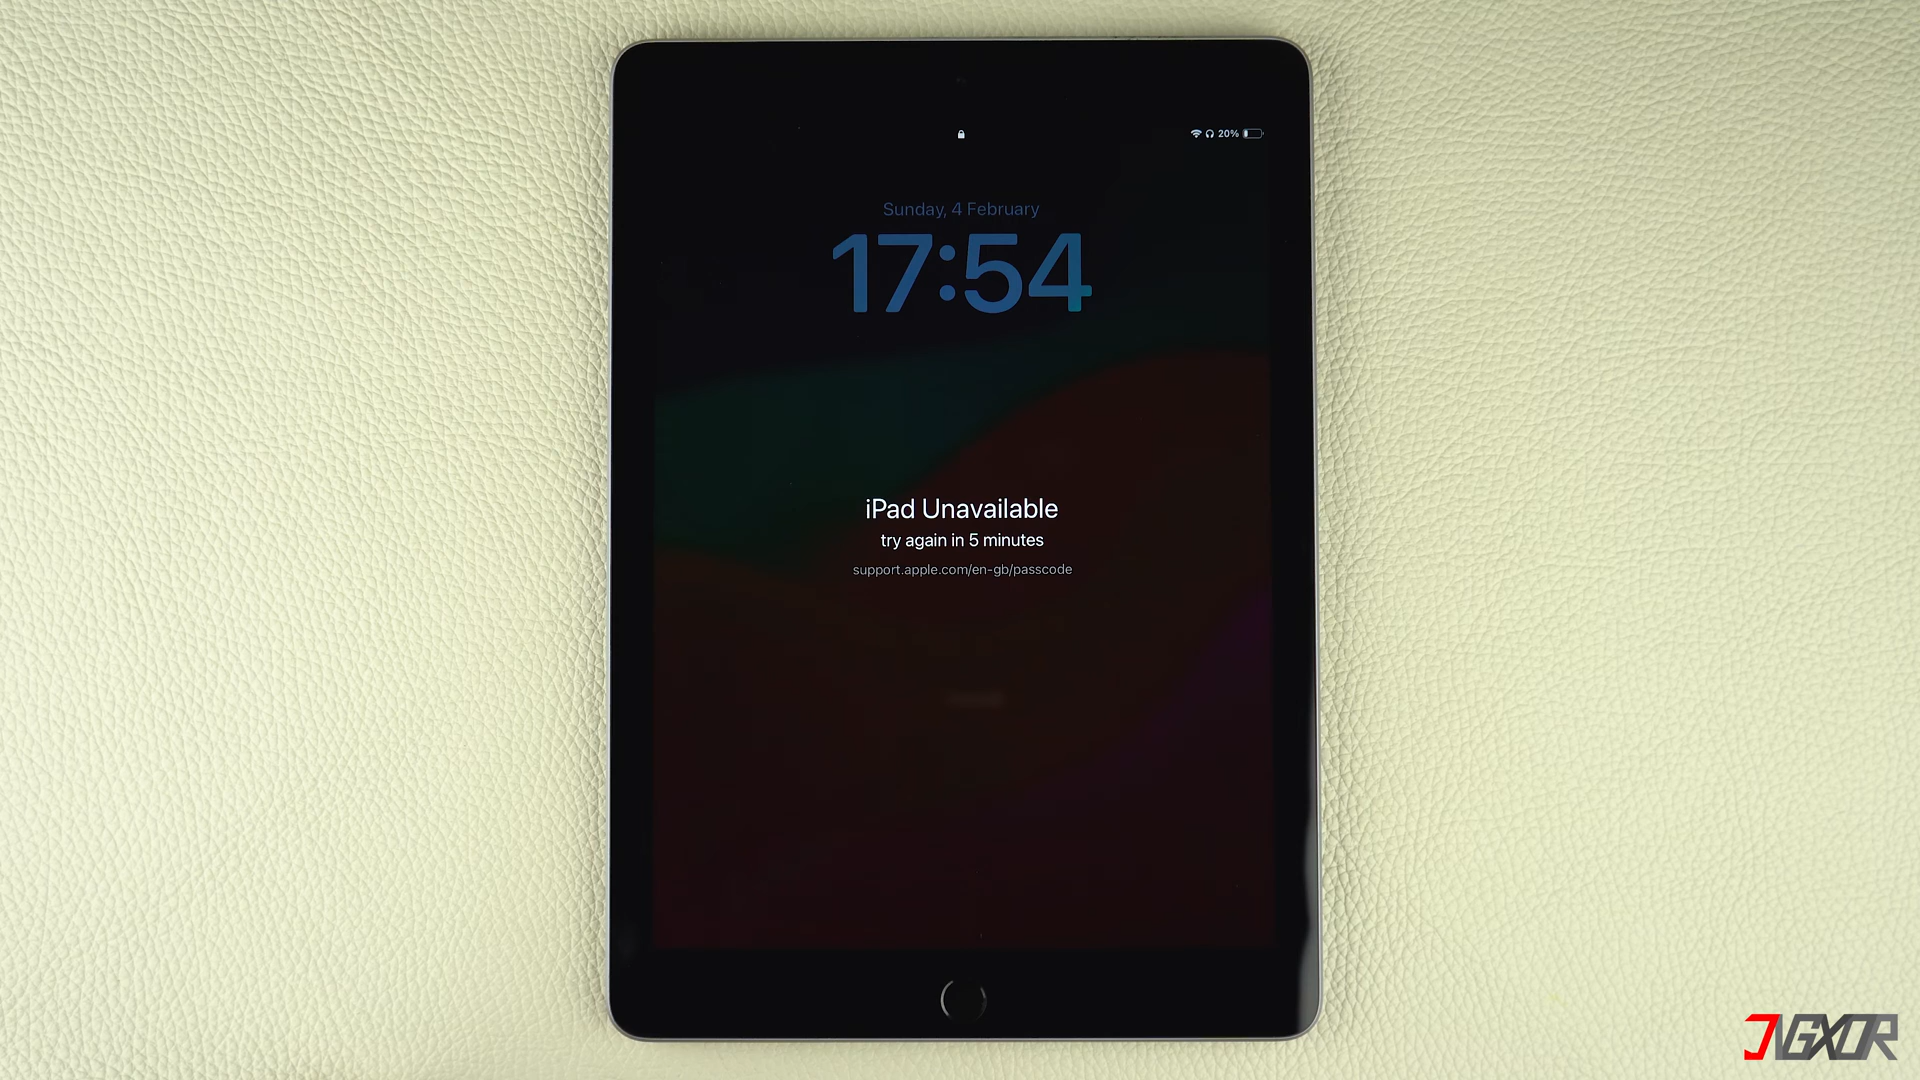 20%
Sunday, 4 February
17:54
iPad Unavailable
try again in 5 minutes
support.apple.com/en-gb/passcode
JVGXOR